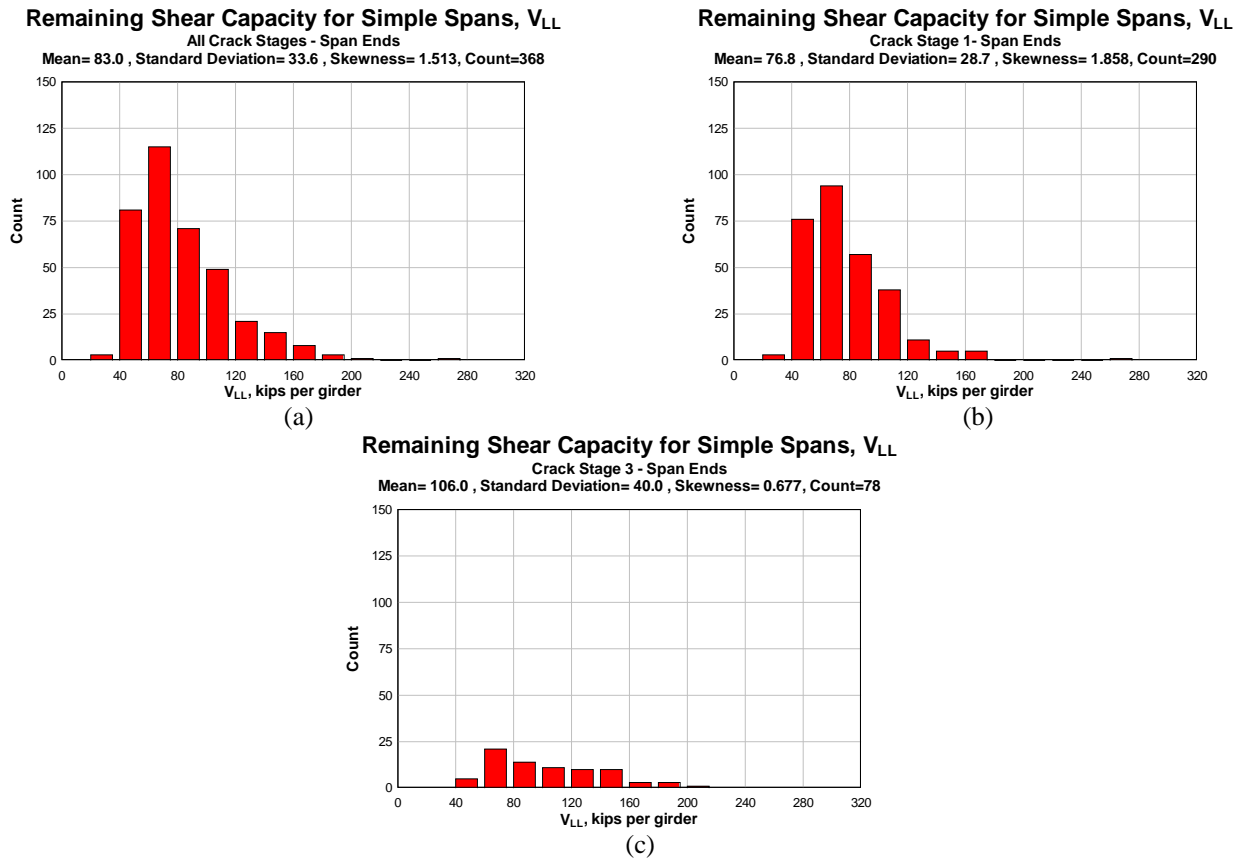 Remaining Shear Capacity for Simple Spans, VLL
All Crack Stages - Span Ends
Mean= 83.0 , Standard Deviation= 33.6 , Skewness= 1.513, Count=368
150
125
100
75
50
25
0
Count
0 40 80 120 160 200 240 280 320
VLL, kips per girder
(a)
Remaining Shear Capacity for Simple Spans, VLL
Crack Stage 1- Span Ends
Mean= 76.8 , Standard Deviation= 28.7 , Skewness= 1.858, Count=290
150
125
100
75
50
25
0
Count
0 40 80 120 160 200 240 280 320
VLL, kips per girder
(b)
Remaining Shear Capacity for Simple Spans, VLL
Crack Stage 3 - Span Ends
Mean= 106.0 , Standard Deviation= 40.0 , Skewness= 0.677, Count=78
150
125
100
75
50
25
0
Count
0 40 80 120 160 200 240 280 320
VLL, kips per girder
(c)